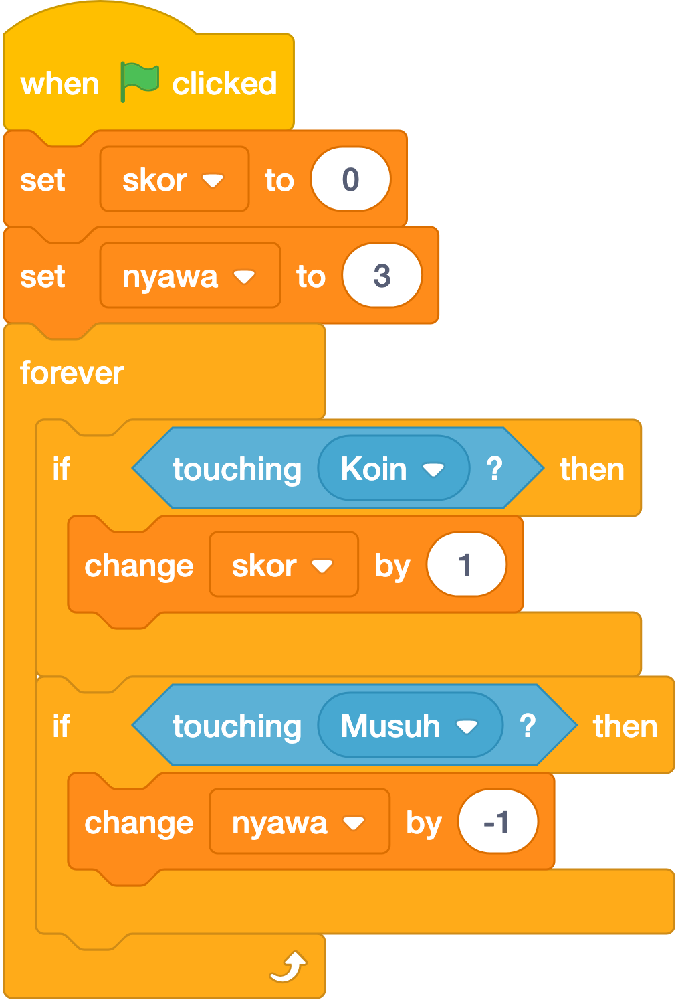 when clicked
set skor to 0
set nyawa to 3
forever
if touching Koin ? then
change skor by 1
if touching Musuh ? then
change nyawa by -1